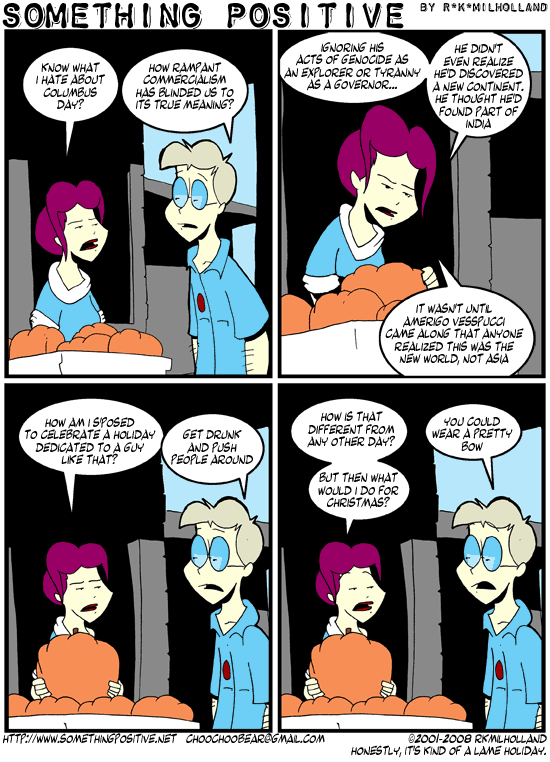 SOMETHING POSITIVE BY R*K*MILHOLLAND
KNOW WHAT
I HATE ABOUT
COLUMBUS
DAY?
HOW RAMPANT
COMMERCIALISM
HAS BLINDED US TO
ITS TRUE MEANING?
IGNORING HIS
ACTS OF GENOCIDE AS
AN EXPLORER OR TYRANNY
AS A GOVERNOR...
HE DIDN'T
EVEN REALIZE
HE'D DISCOVERED
A NEW CONTINENT.
HE THOUGHT HE'D
FOUND PART OF
INDIA
IT WASN'T UNTIL
AMERIGO VESSPUCCI
CAME ALONG THAT ANYONE
REALIZED THIS WAS THE
NEW WORLD, NOT ASIA
HOW AM I S'POSED
TO CELEBRATE A HOLIDAY
DEDICATED TO A GUY
LIKE THAT?
GET DRUNK
AND PUSH
PEOPLE AROUND
HOW IS THAT
DIFFERENT FROM
ANY OTHER DAY?
BUT THEN WHAT
WOULD I DO FOR
CHRISTMAS?
YOU COULD
WEAR A PRETTY
BOW
HTTP://WWW.SOMETHINGPOSITIVE.NET CHOOCHOOBEAR@GMAIL.COM ©2001-2008 RKMILHOLLAND
HONESTLY, IT'S KIND OF A LAME HOLIDAY.